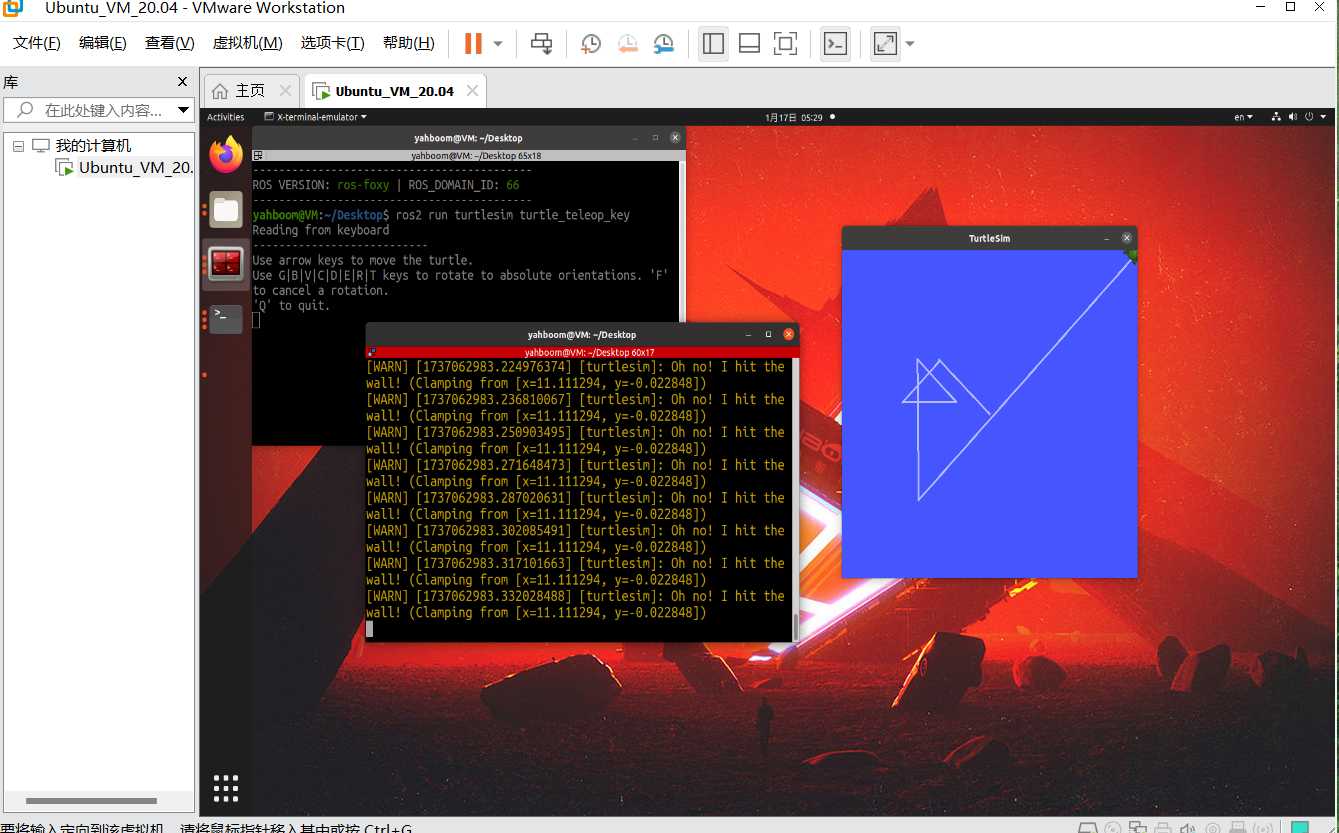 Ubuntu_VM_20.04 - VMware Workstation
文件(F) 编辑(E) 查看(V) 虚拟机(M) 选项卡(T) 帮助(H)
库
主页
Ubuntu_VM_20.04
在此处键入内容...
我的计算机
Ubuntu_VM_20.
Activities X-terminal-emulator 1月17日 05:29 en
yahboom@VM: ~/Desktop
yahboom@VM: ~/Desktop 65x18
------------------------------------------
ROS VERSION: ros-foxy | ROS_DOMAIN_ID: 66
------------------------------------------
yahboom@VM:~/Desktop$ ros2 run turtlesim turtle_teleop_key
Reading from keyboard
---------------------------
Use arrow keys to move the turtle.
Use G|B|V|C|D|E|R|T keys to rotate to absolute orientations. 'F'
to cancel a rotation.
'Q' to quit.
TurtleSim
yahboom@VM: ~/Desktop
yahboom@VM: ~/Desktop 60x17
[WARN] [1737062983.224976374] [turtlesim]: Oh no! I hit the
wall! (Clamping from [x=11.111294, y=-0.022848])
[WARN] [1737062983.236810067] [turtlesim]: Oh no! I hit the
wall! (Clamping from [x=11.111294, y=-0.022848])
[WARN] [1737062983.250903495] [turtlesim]: Oh no! I hit the
wall! (Clamping from [x=11.111294, y=-0.022848])
[WARN] [1737062983.271648473] [turtlesim]: Oh no! I hit the
wall! (Clamping from [x=11.111294, y=-0.022848])
[WARN] [1737062983.287020631] [turtlesim]: Oh no! I hit the
wall! (Clamping from [x=11.111294, y=-0.022848])
[WARN] [1737062983.302085491] [turtlesim]: Oh no! I hit the
wall! (Clamping from [x=11.111294, y=-0.022848])
[WARN] [1737062983.317101663] [turtlesim]: Oh no! I hit the
wall! (Clamping from [x=11.111294, y=-0.022848])
[WARN] [1737062983.332028488] [turtlesim]: Oh no! I hit the
wall! (Clamping from [x=11.111294, y=-0.022848])
要将输入定向到该虚拟机，请将鼠标指针移入其中或按 Ctrl+G